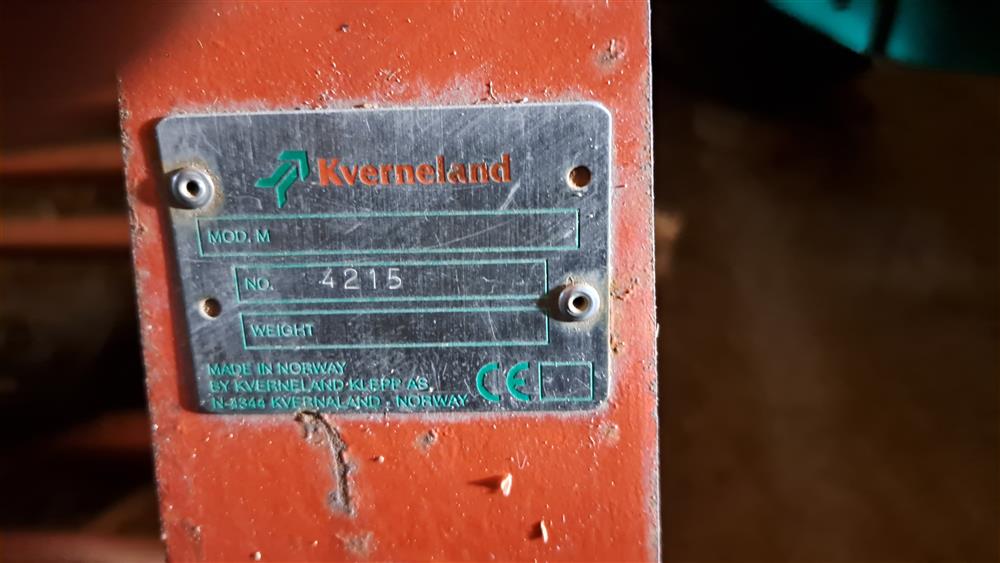 Kverneland
MOD. M
NO. 4215
WEIGHT
MADE IN NORWAY
BY KVERNELAND KLEPP AS
N-4344 KVERNALAND - NORWAY
CE